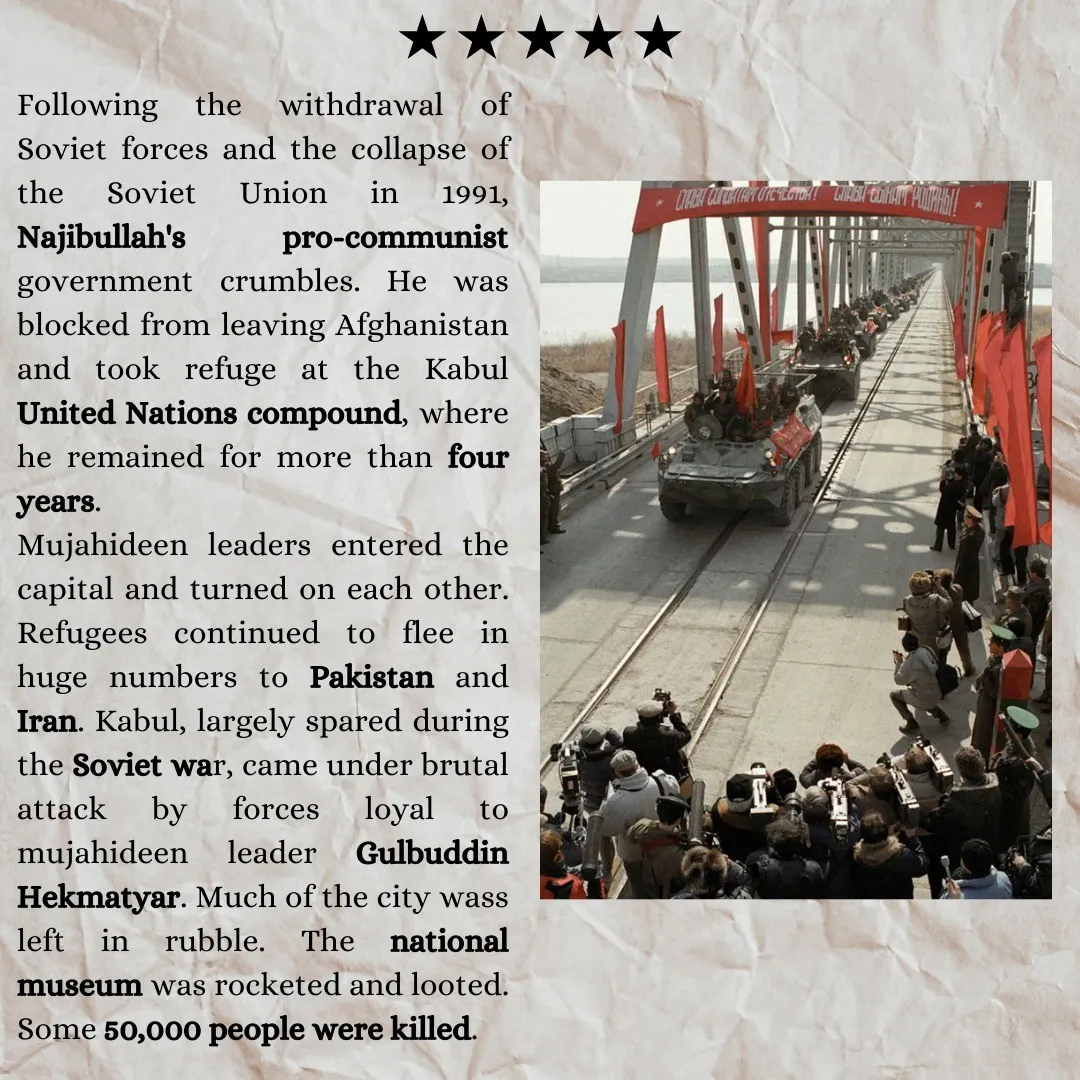 Following the withdrawal of
Soviet forces and the collapse of
the Soviet Union in 1991,
Najibullah's pro-communist
government crumbles. He was
blocked from leaving Afghanistan
and took refuge at the Kabul
United Nations compound, where
he remained for more than four
years.
Mujahideen leaders entered the
capital and turned on each other.
Refugees continued to flee in
huge numbers to Pakistan and
Iran. Kabul, largely spared during
the Soviet war, came under brutal
attack by forces loyal to
mujahideen leader Gulbuddin
Hekmatyar. Much of the city wass
left in rubble. The national
museum was rocketed and looted.
Some 50,000 people were killed.
СЛАВА СОЛДАТАМ ОТЕЧЕСТВА! СЛАВА СЫНАМ РОДИНЫ!